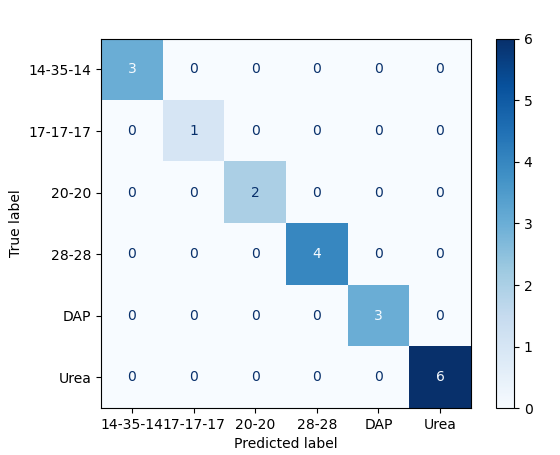 6
14-35-14 3 0 0 0 0 0
5
17-17-17 0 1 0 0 0 0
4
20-20 0 0 2 0 0 0
True label
3
28-28 0 0 0 4 0 0
2
DAP 0 0 0 0 3 0
1
Urea 0 0 0 0 0 6
0
14-35-14 17-17-17 20-20 28-28 DAP Urea
Predicted label